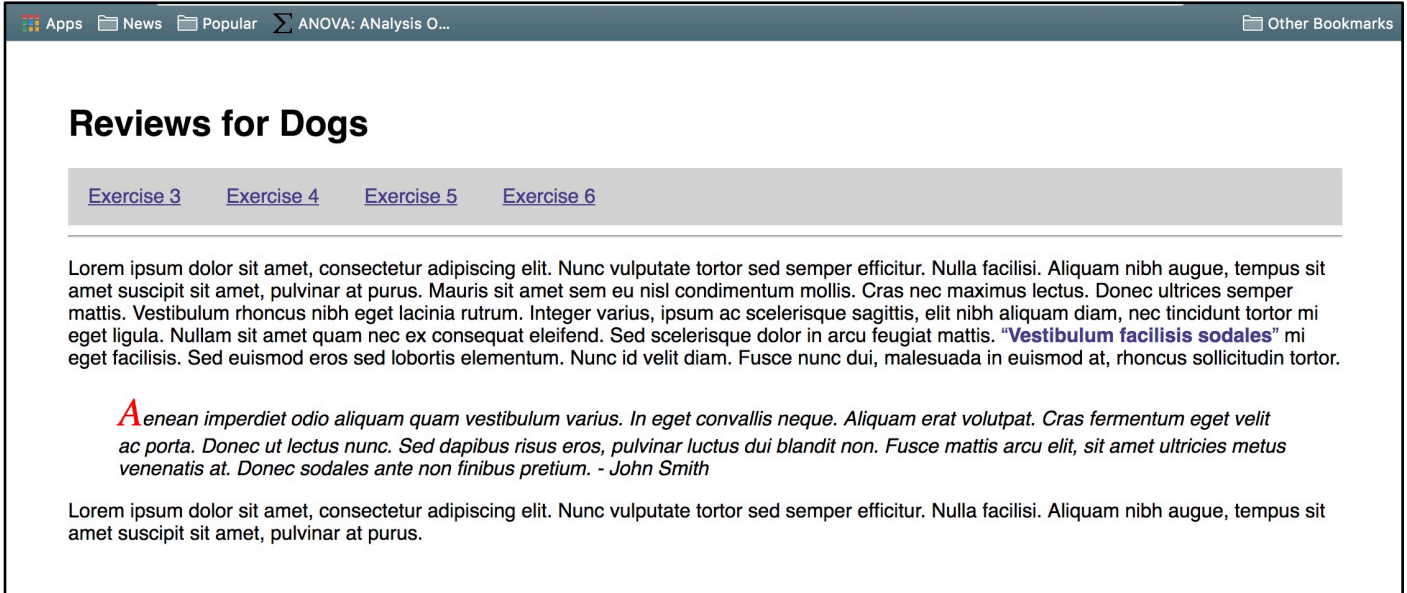 Apps News Popular ANOVA: ANalysis O... Other Bookmarks
Reviews for Dogs
Exercise 3 Exercise 4 Exercise 5 Exercise 6
Lorem ipsum dolor sit amet, consectetur adipiscing elit. Nunc vulputate tortor sed semper efficitur. Nulla facilisi. Aliquam nibh augue, tempus sit
amet suscipit sit amet, pulvinar at purus. Mauris sit amet sem eu nisl condimentum mollis. Cras nec maximus lectus. Donec ultrices semper
mattis. Vestibulum rhoncus nibh eget lacinia rutrum. Integer varius, ipsum ac scelerisque sagittis, elit nibh aliquam diam, nec tincidunt tortor mi
eget ligula. Nullam sit amet quam nec ex consequat eleifend. Sed scelerisque dolor in arcu feugiat mattis. “Vestibulum facilisis sodales” mi
eget facilisis. Sed euismod eros sed lobortis elementum. Nunc id velit diam. Fusce nunc dui, malesuada in euismod at, rhoncus sollicitudin tortor.
Aenean imperdiet odio aliquam quam vestibulum varius. In eget convallis neque. Aliquam erat volutpat. Cras fermentum eget velit
ac porta. Donec ut lectus nunc. Sed dapibus risus eros, pulvinar luctus dui blandit non. Fusce mattis arcu elit, sit amet ultricies metus
venenatis at. Donec sodales ante non finibus pretium. - John Smith
Lorem ipsum dolor sit amet, consectetur adipiscing elit. Nunc vulputate tortor sed semper efficitur. Nulla facilisi. Aliquam nibh augue, tempus sit
amet suscipit sit amet, pulvinar at purus.